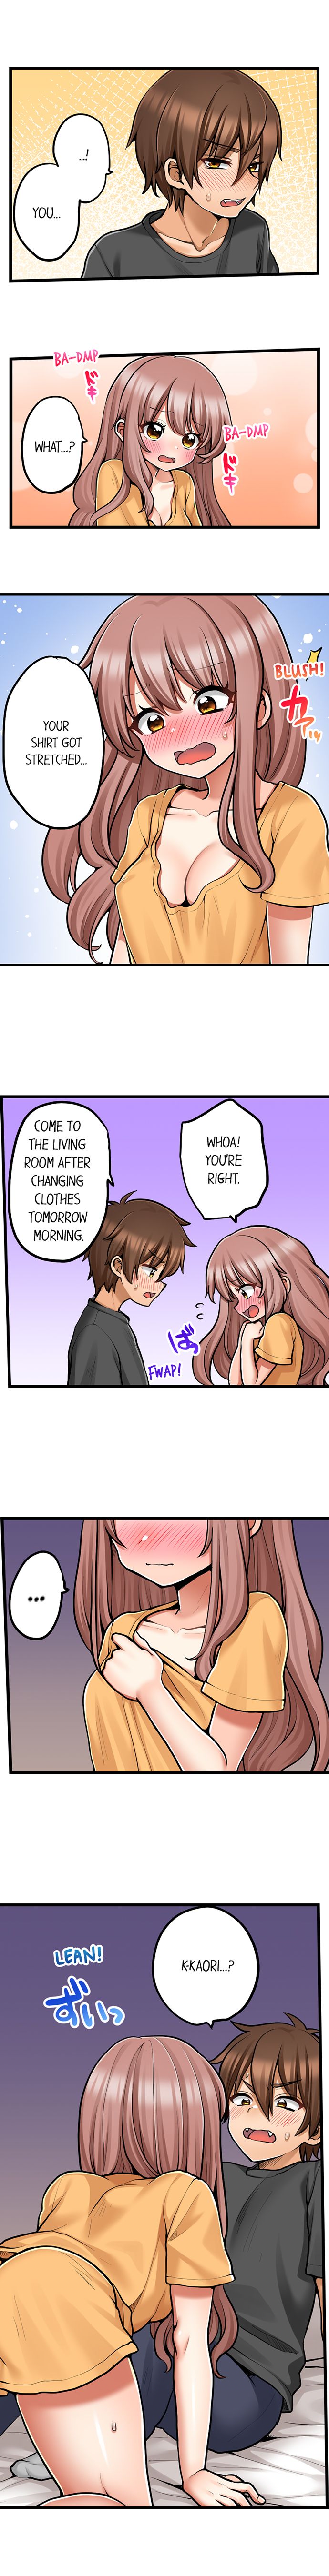 ...!
YOU...
BA-DMP
ドキ
BA-DMP
ドキ
WHAT...?
BLUSH!
カァ
YOUR
SHIRT GOT
STRETCHED...
COME TO
THE LIVING
ROOM AFTER
CHANGING
CLOTHES
TOMORROW
MORNING.
WHOA!
YOU'RE
RIGHT.
ばっ
FWAP!
...
LEAN!
ずいっ
K-KAORI...?